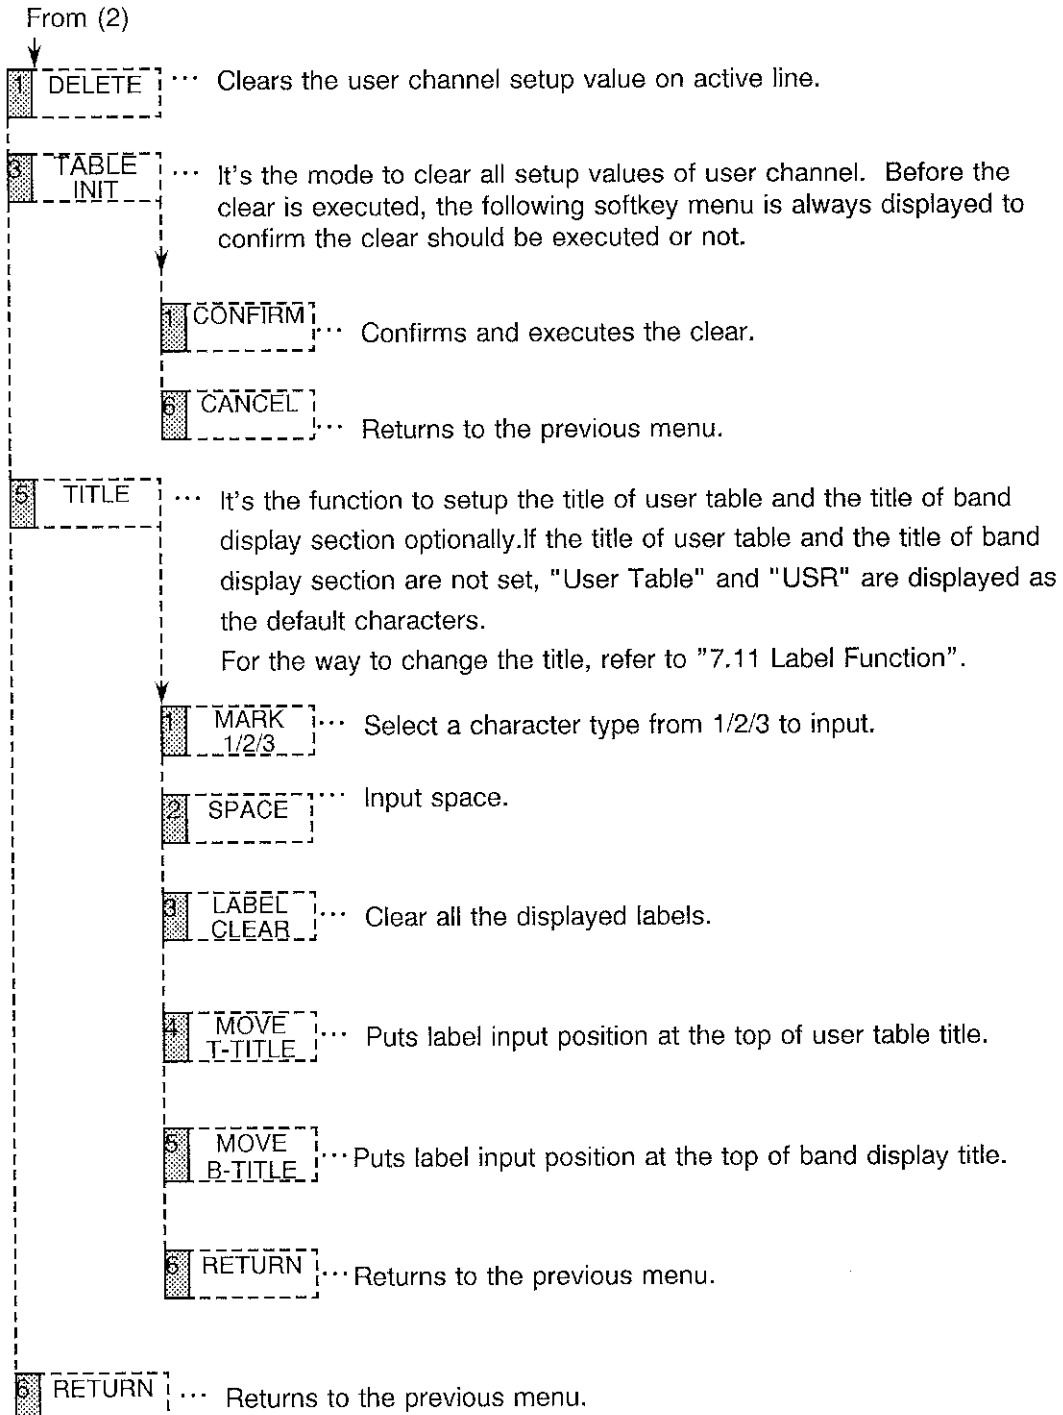 From (2)
1 DELETE ··· Clears the user channel setup value on active line.
3 TABLE INIT ··· It's the mode to clear all setup values of user channel. Before the
clear is executed, the following softkey menu is always displayed to
confirm the clear should be executed or not.
1 CONFIRM ··· Confirms and executes the clear.
6 CANCEL ··· Returns to the previous menu.
5 TITLE ··· It's the function to setup the title of user table and the title of band
display section optionally.If the title of user table and the title of band
display section are not set, "User Table" and "USR" are displayed as
the default characters.
For the way to change the title, refer to "7.11 Label Function".
1 MARK 1/2/3 ··· Select a character type from 1/2/3 to input.
2 SPACE ··· Input space.
3 LABEL CLEAR ··· Clear all the displayed labels.
4 MOVE T-TITLE ··· Puts label input position at the top of user table title.
5 MOVE B-TITLE ··· Puts label input position at the top of band display title.
6 RETURN ··· Returns to the previous menu.
6 RETURN ··· Returns to the previous menu.